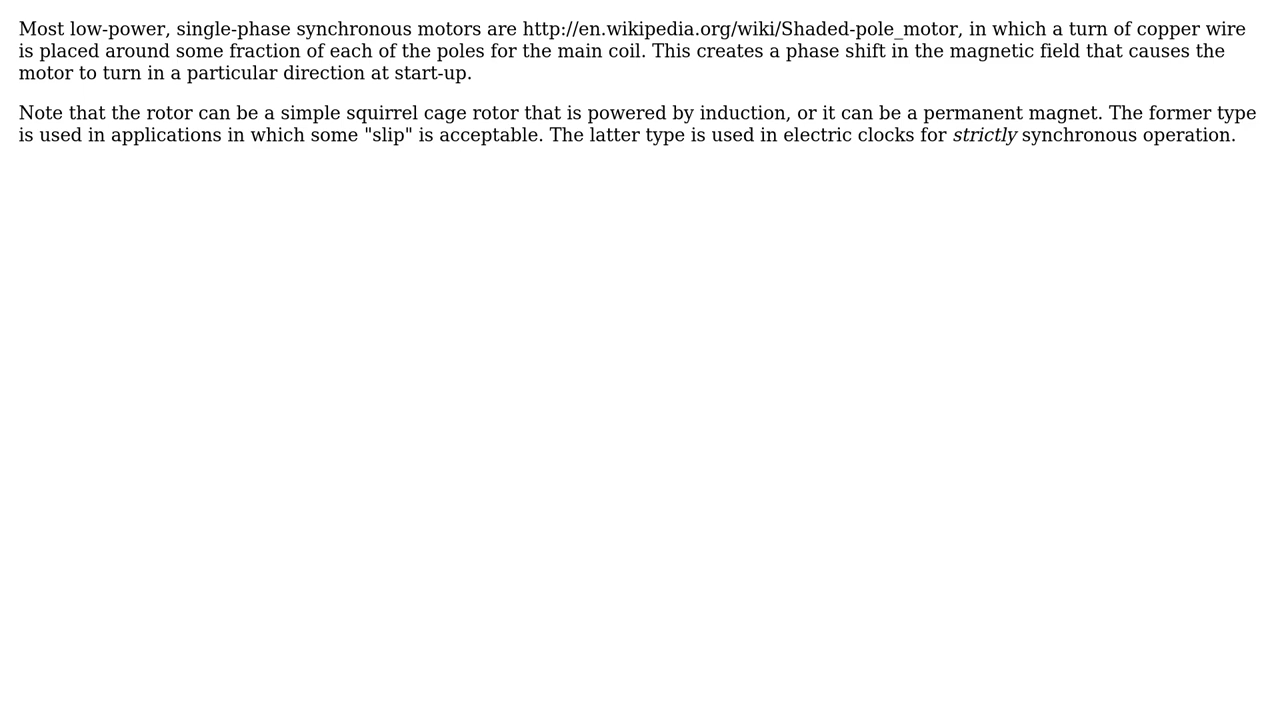 Most low-power, single-phase synchronous motors are http://en.wikipedia.org/wiki/Shaded-pole_motor, in which a turn of copper wire
is placed around some fraction of each of the poles for the main coil. This creates a phase shift in the magnetic field that causes the
motor to turn in a particular direction at start-up.
Note that the rotor can be a simple squirrel cage rotor that is powered by induction, or it can be a permanent magnet. The former type
is used in applications in which some "slip" is acceptable. The latter type is used in electric clocks for strictly synchronous operation.